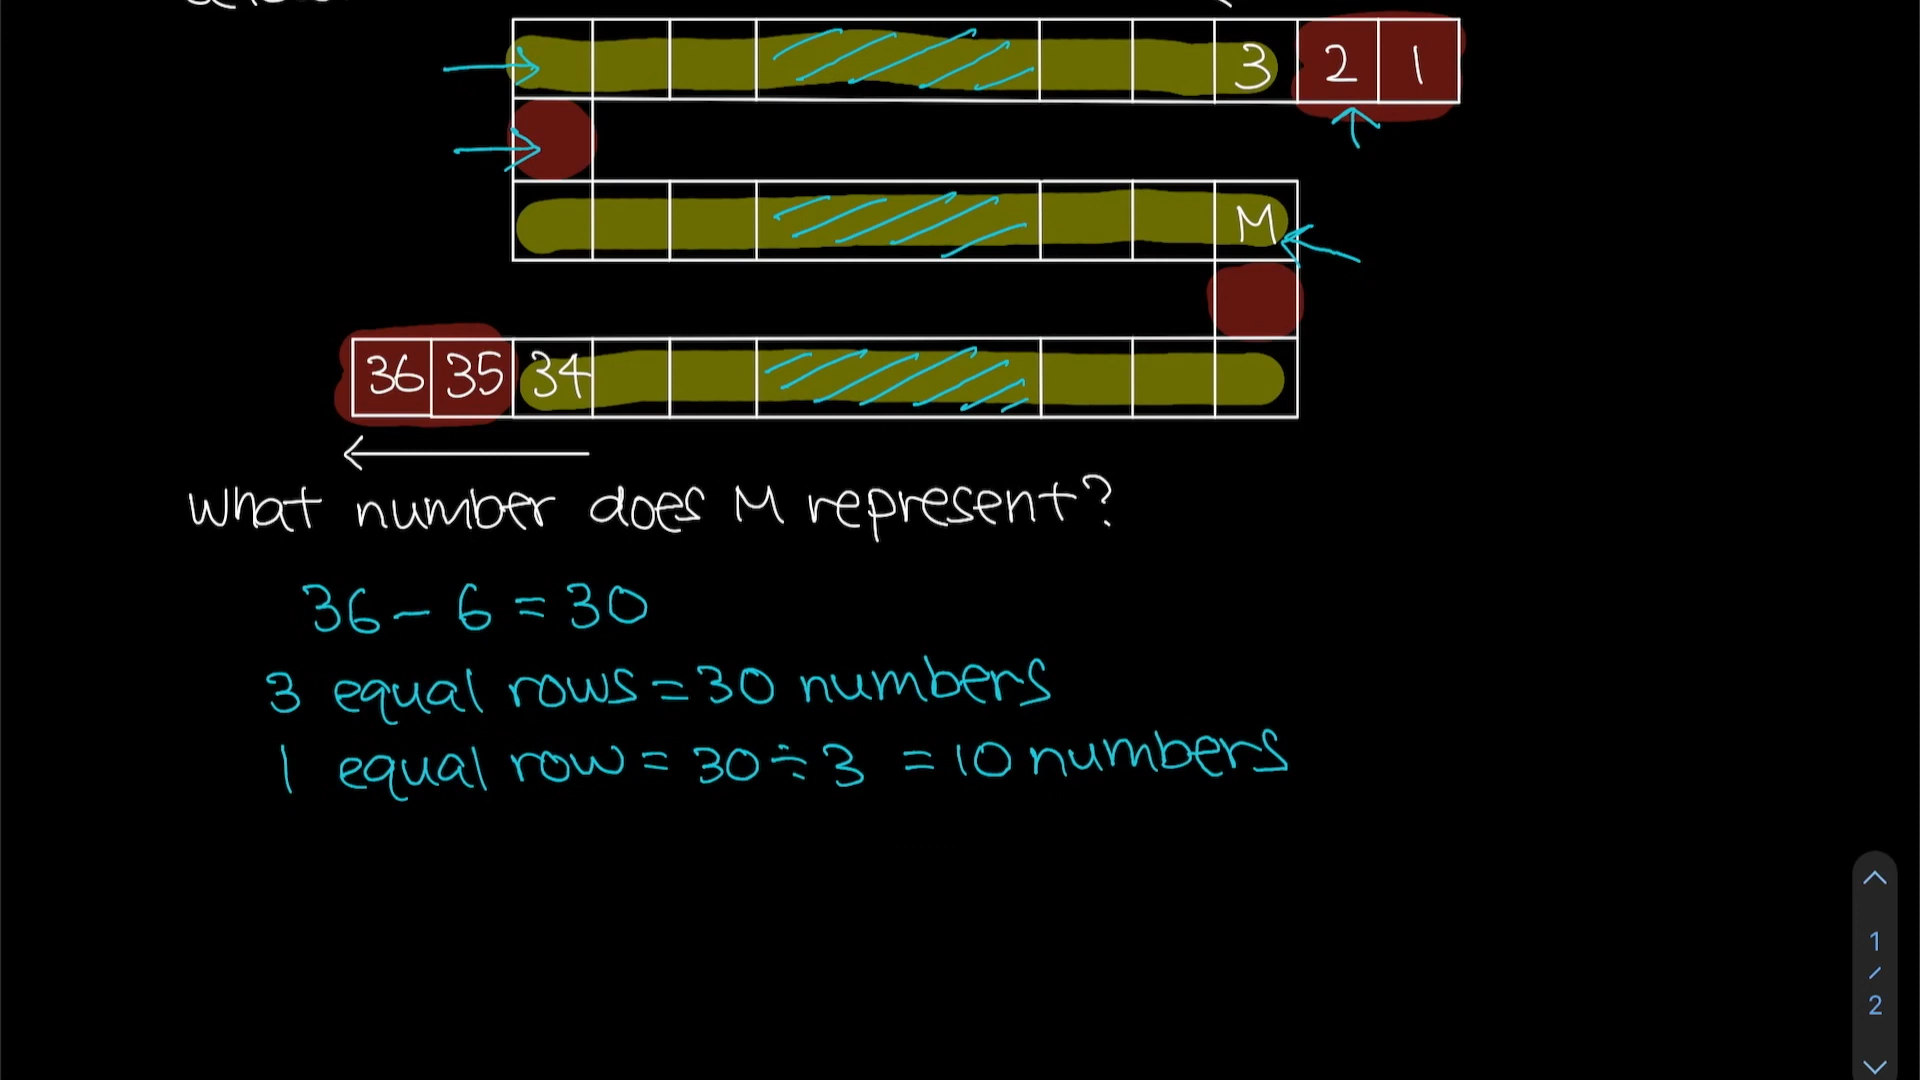 3 2 1
M
36 35 34
What number does M represent?
36 - 6 = 30
3 equal rows = 30 numbers
1 equal row = 30 ÷ 3 = 10 numbers
1
/
2